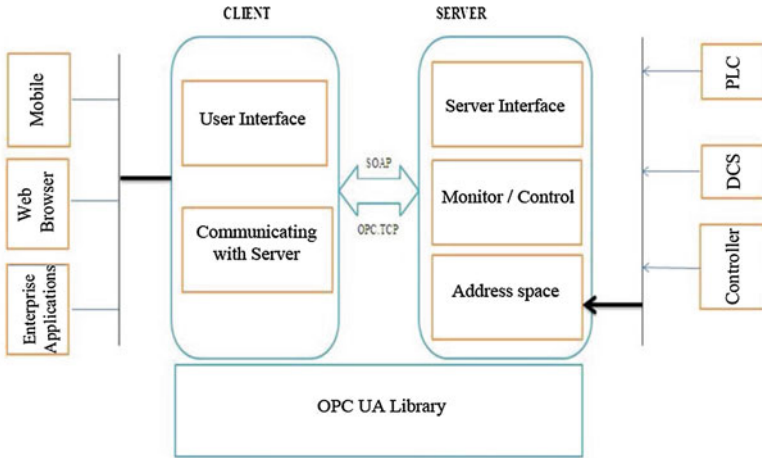 CLIENT
SERVER
Mobile
Web
Browser
Enterprise
Applications
User Interface
Communicating
with Server
SOAP
OPC.TCP
Server Interface
Monitor / Control
Address space
PLC
DCS
Controller
OPC UA Library